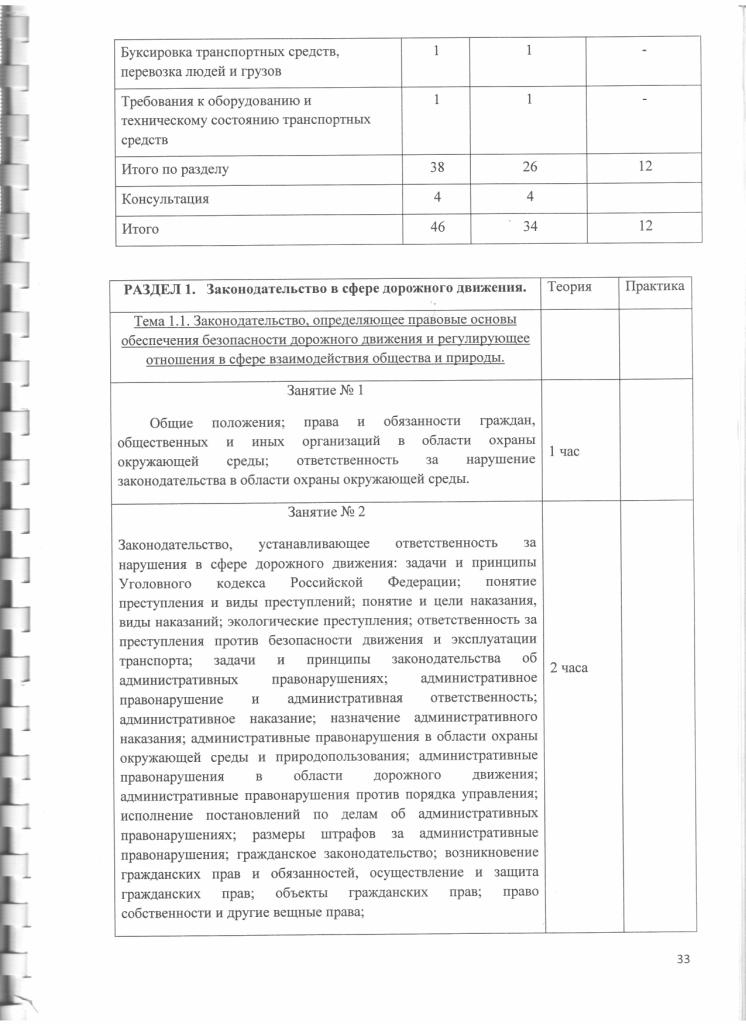 Буксировка транспортных средств, 1 1 -
перевозка людей и грузов
Требования к оборудованию и 1 1 -
техническому состоянию транспортных
средств
Итого по разделу 38 26 12
Консультация 4 4
Итого 46 34 12
РАЗДЕЛ 1. Законодательство в сфере дорожного движения. Теория Практика
Тема 1.1. Законодательство, определяющее правовые основы
обеспечения безопасности дорожного движения и регулирующее
отношения в сфере взаимодействия общества и природы.
Занятие № 1
Общие положения; права и обязанности граждан,
общественных и иных организаций в области охраны
окружающей среды; ответственность за нарушение
законодательства в области охраны окружающей среды.
1 час
Занятие № 2
Законодательство, устанавливающее ответственность за
нарушения в сфере дорожного движения: задачи и принципы
Уголовного кодекса Российской Федерации; понятие
преступления и виды преступлений; понятие и цели наказания,
виды наказаний; экологические преступления; ответственность за
преступления против безопасности движения и эксплуатации
транспорта; задачи и принципы законодательства об
административных правонарушениях; административное
правонарушение и административная ответственность;
административное наказание; назначение административного
наказания; административные правонарушения в области охраны
окружающей среды и природопользования; административные
правонарушения в области дорожного движения;
административные правонарушения против порядка управления;
исполнение постановлений по делам об административных
правонарушениях; размеры штрафов за административные
правонарушения; гражданское законодательство; возникновение
гражданских прав и обязанностей, осуществление и защита
гражданских прав; объекты гражданских прав; право
собственности и другие вещные права;
2 часа
33